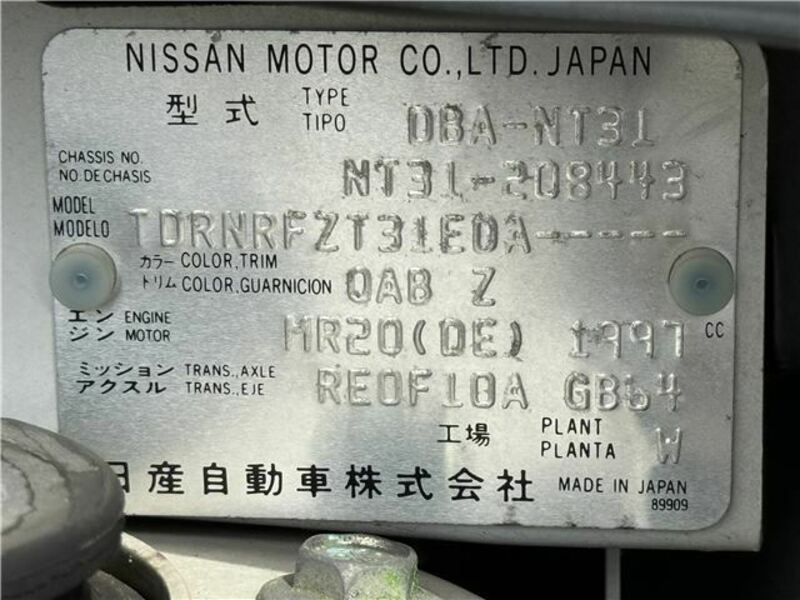 NISSAN MOTOR CO.,LTD. JAPAN
型式 TYPE TIPO DBA-NT31
CHASSIS NO. NO. DE CHASIS NT31-208443
MODEL MODELO TDRNRFZT31EDA-----
カラー COLOR,TRIM
トリム COLOR,GUARNICION QAB Z
エンジン ENGINE MOTOR MR20(DE) 1997 CC
ミッション TRANS.,AXLE
アクスル TRANS.,EJE RE0F10A GB64
工場 PLANT PLANTA W
日産自動車株式会社 MADE IN JAPAN
89909